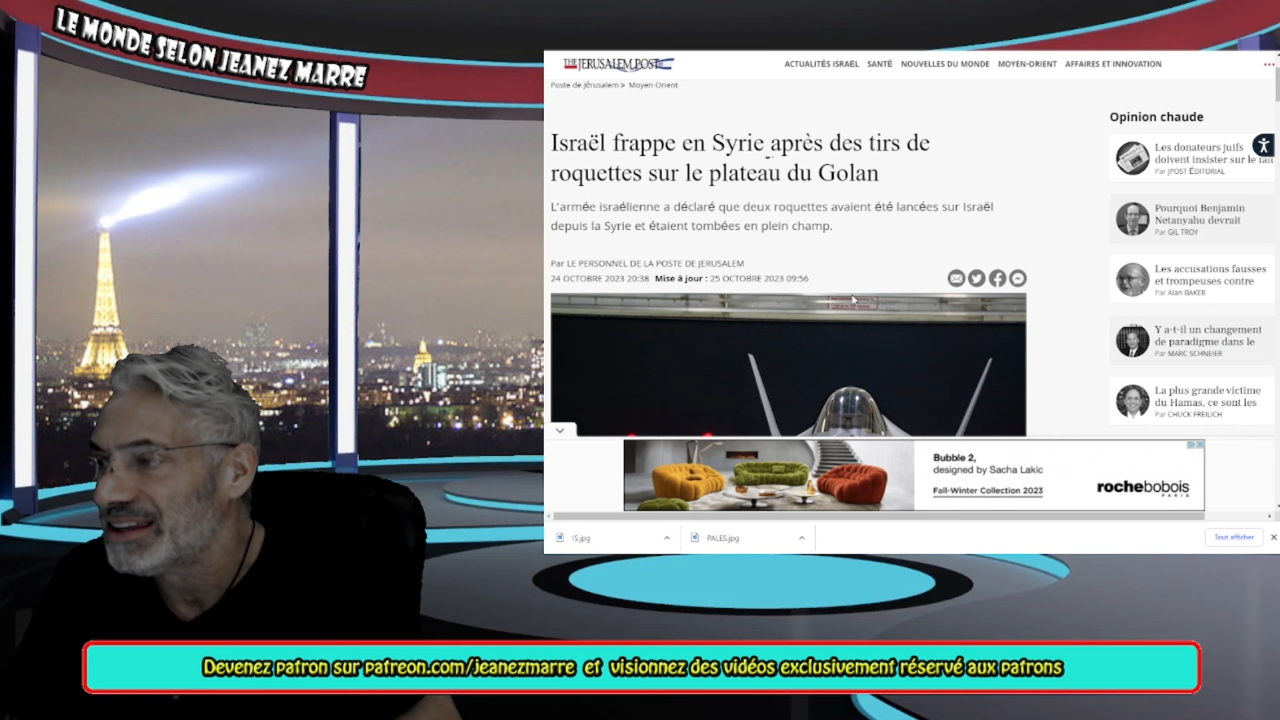 LE MONDE SELON JEANEZ MARRE
THE JERUSALEM POST
ACTUALITÉS ISRAËL SANTÉ NOUVELLES DU MONDE MOYEN-ORIENT AFFAIRES ET INNOVATION
Poste de Jérusalem > Moyen-Orient
Israël frappe en Syrie après des tirs de
roquettes sur le plateau du Golan
L'armée israélienne a déclaré que deux roquettes avaient été lancées sur Israël
depuis la Syrie et étaient tombées en plein champ.
Par LE PERSONNEL DE LA POSTE DE JERUSALEM
24 OCTOBRE 2023 20:38 Mise à jour : 25 OCTOBRE 2023 09:56
Opinion chaude
Les donateurs juifs
doivent insister sur le fait
Par JPOST ÉDITORIAL
Pourquoi Benjamin
Netanyahu devrait
Par GIL TROY
Les accusations fausses
et trompeuses contre
Par Alan BAKER
Y a-t-il un changement
de paradigme dans le
Par MARC SCHNEIER
La plus grande victime
du Hamas, ce sont les
Par CHUCK FREILICH
Bubble 2,
designed by Sacha Lakic
Fall-Winter Collection 2023
rochebobois
PARIS
IS.jpg
PALES.jpg
Tout afficher
Devenez patron sur patreon.com/jeanezmarre et visionnez des vidéos exclusivement réservé aux patrons